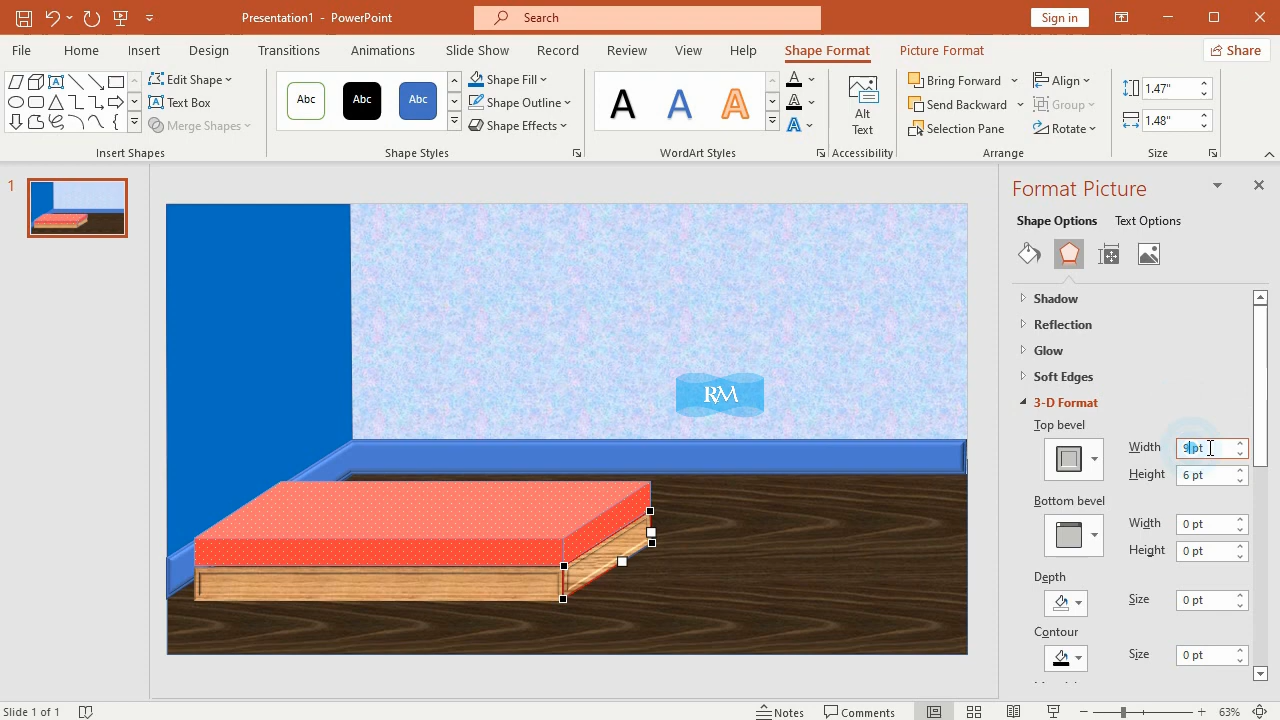 Presentation1 - PowerPoint
Search
Sign in
File Home Insert Design Transitions Animations Slide Show Record Review View Help Shape Format Picture Format Share
Edit Shape
Text Box
Merge Shapes
Insert Shapes
Abc Abc Abc
Shape Fill
Shape Outline
Shape Effects
Shape Styles
A A A
WordArt Styles
Alt
Text
Accessibility
Bring Forward
Send Backward
Selection Pane
Align
Group
Rotate
Arrange
1.47"
1.48"
Size
1
RM
Format Picture
Shape Options Text Options
Shadow
Reflection
Glow
Soft Edges
3-D Format
Top bevel
Width 9 pt
Height 6 pt
Bottom bevel
Width 0 pt
Height 0 pt
Depth
Size 0 pt
Contour
Size 0 pt
Slide 1 of 1
Notes
Comments
63%